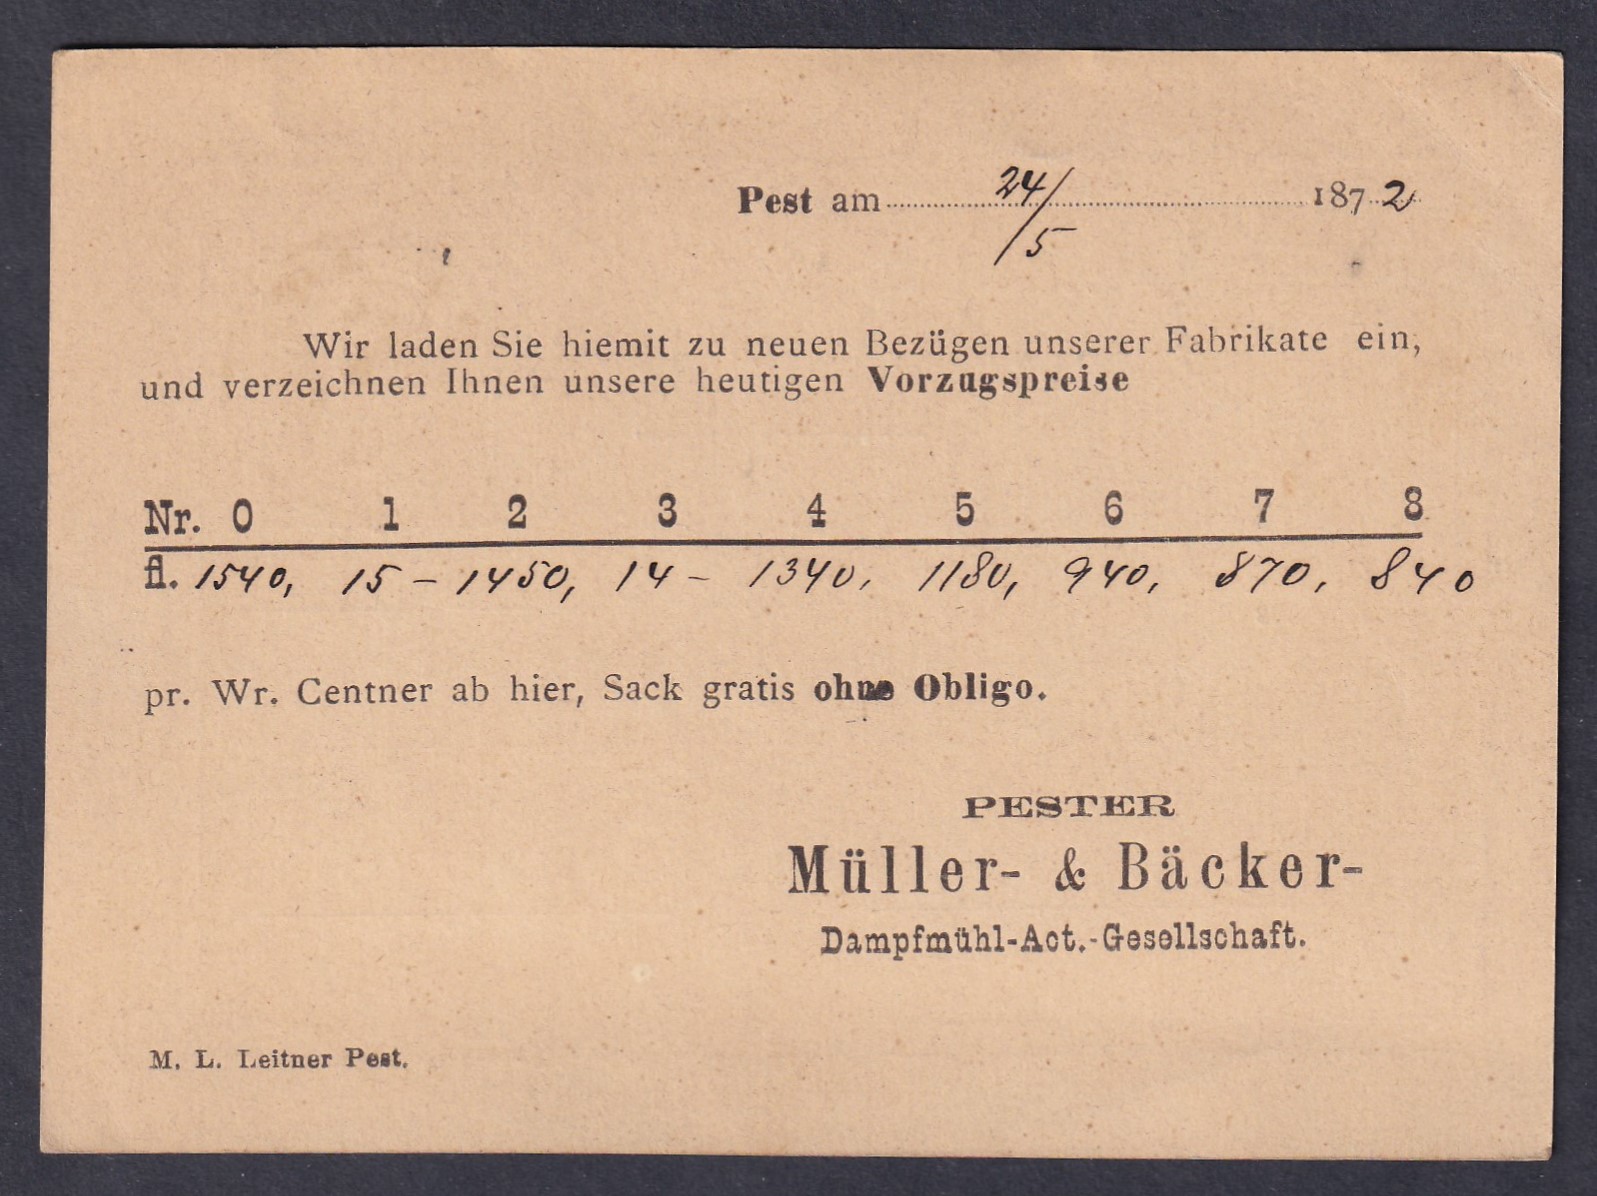 Pest am 24/5 1872
Wir laden Sie hiemit zu neuen Bezügen unserer Fabrikate ein,
und verzeichnen Ihnen unsere heutigen Vorzugspreise
Nr. 0 1 2 3 4 5 6 7 8
fl. 1540, 15 – 1450, 14 – 1340, 1180, 940, 870, 840
pr. Wr. Centner ab hier, Sack gratis ohne Obligo.
PESTER
Müller- & Bäcker-
Dampfmühl-Act.-Gesellschaft.
M. L. Leitner Pest.